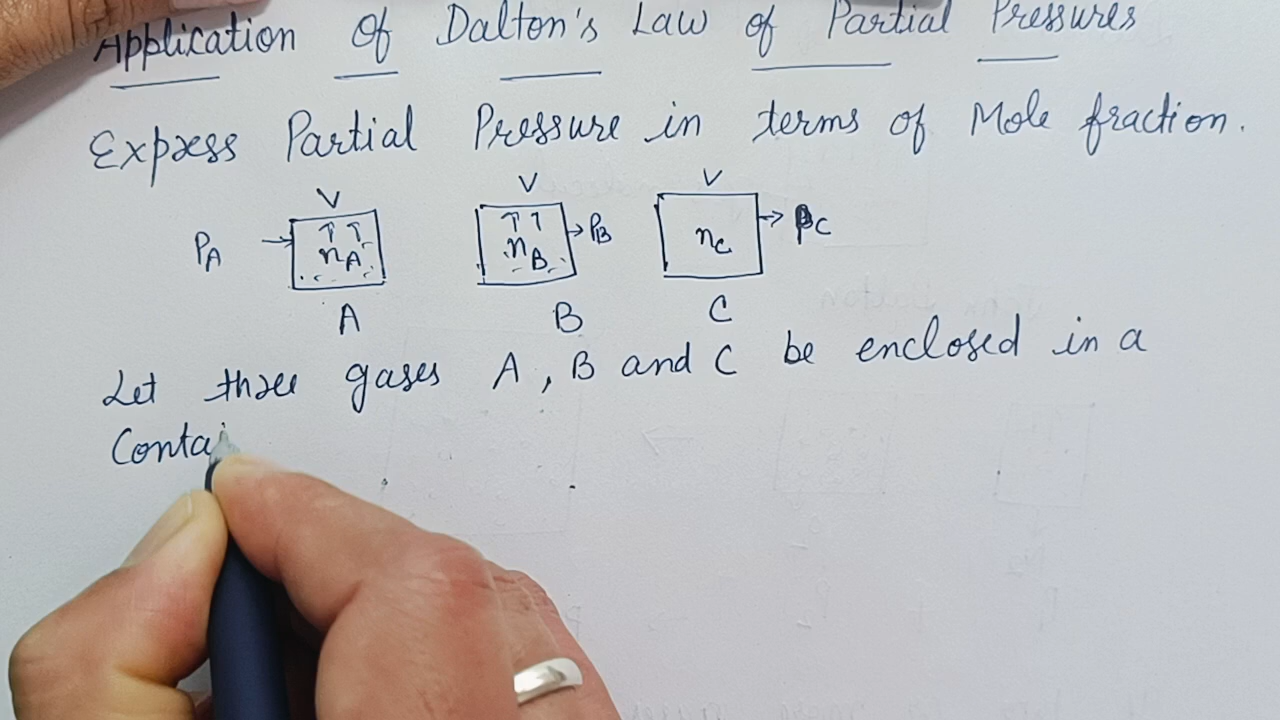 Application Of Dalton's Law of Partial Pressures
Express Partial Pressure in terms of Mole fraction.
V V V
PA nA nB PB nC PC
A B C
Let three gases A, B and C be enclosed in a
Contai